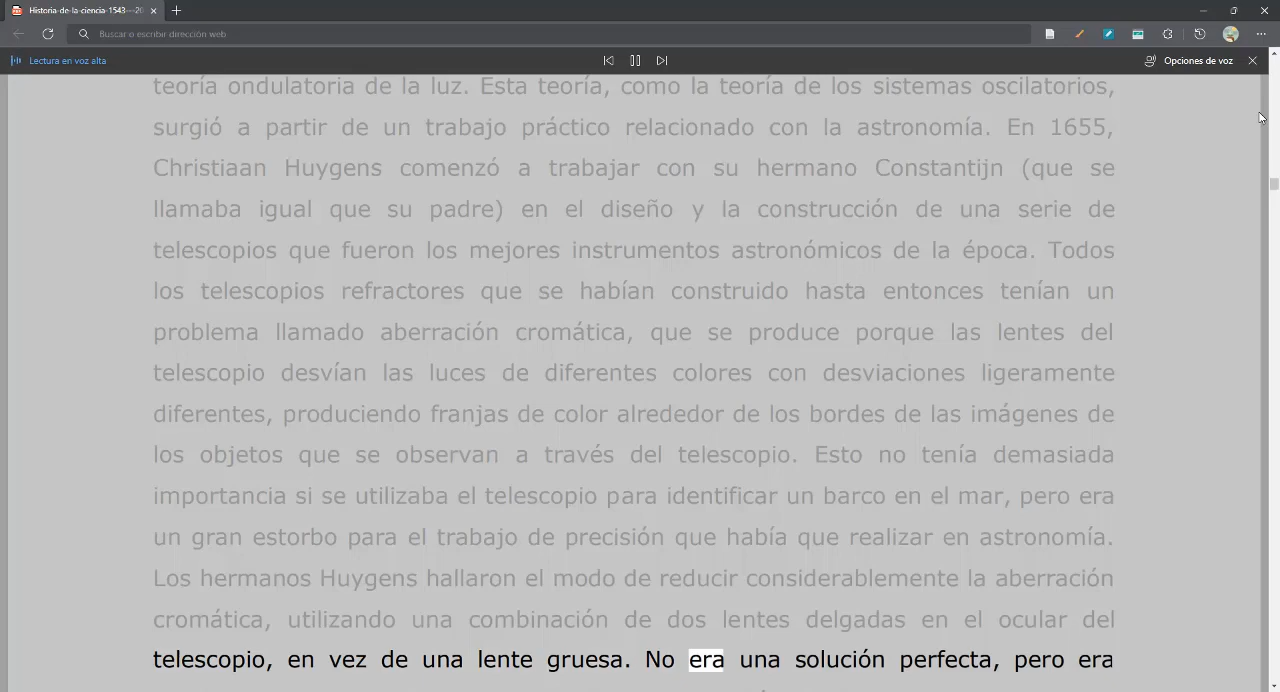 Historia-de-la-ciencia-1543---20
Buscar o escribir dirección web
Lectura en voz alta
Opciones de voz
teoría ondulatoria de la luz. Esta teoría, como la teoría de los sistemas oscilatorios,
surgió a partir de un trabajo práctico relacionado con la astronomía. En 1655,
Christiaan Huygens comenzó a trabajar con su hermano Constantijn (que se
llamaba igual que su padre) en el diseño y la construcción de una serie de
telescopios que fueron los mejores instrumentos astronómicos de la época. Todos
los telescopios refractores que se habían construido hasta entonces tenían un
problema llamado aberración cromática, que se produce porque las lentes del
telescopio desvían las luces de diferentes colores con desviaciones ligeramente
diferentes, produciendo franjas de color alrededor de los bordes de las imágenes de
los objetos que se observan a través del telescopio. Esto no tenía demasiada
importancia si se utilizaba el telescopio para identificar un barco en el mar, pero era
un gran estorbo para el trabajo de precisión que había que realizar en astronomía.
Los hermanos Huygens hallaron el modo de reducir considerablemente la aberración
cromática, utilizando una combinación de dos lentes delgadas en el ocular del
telescopio, en vez de una lente gruesa. No era una solución perfecta, pero era